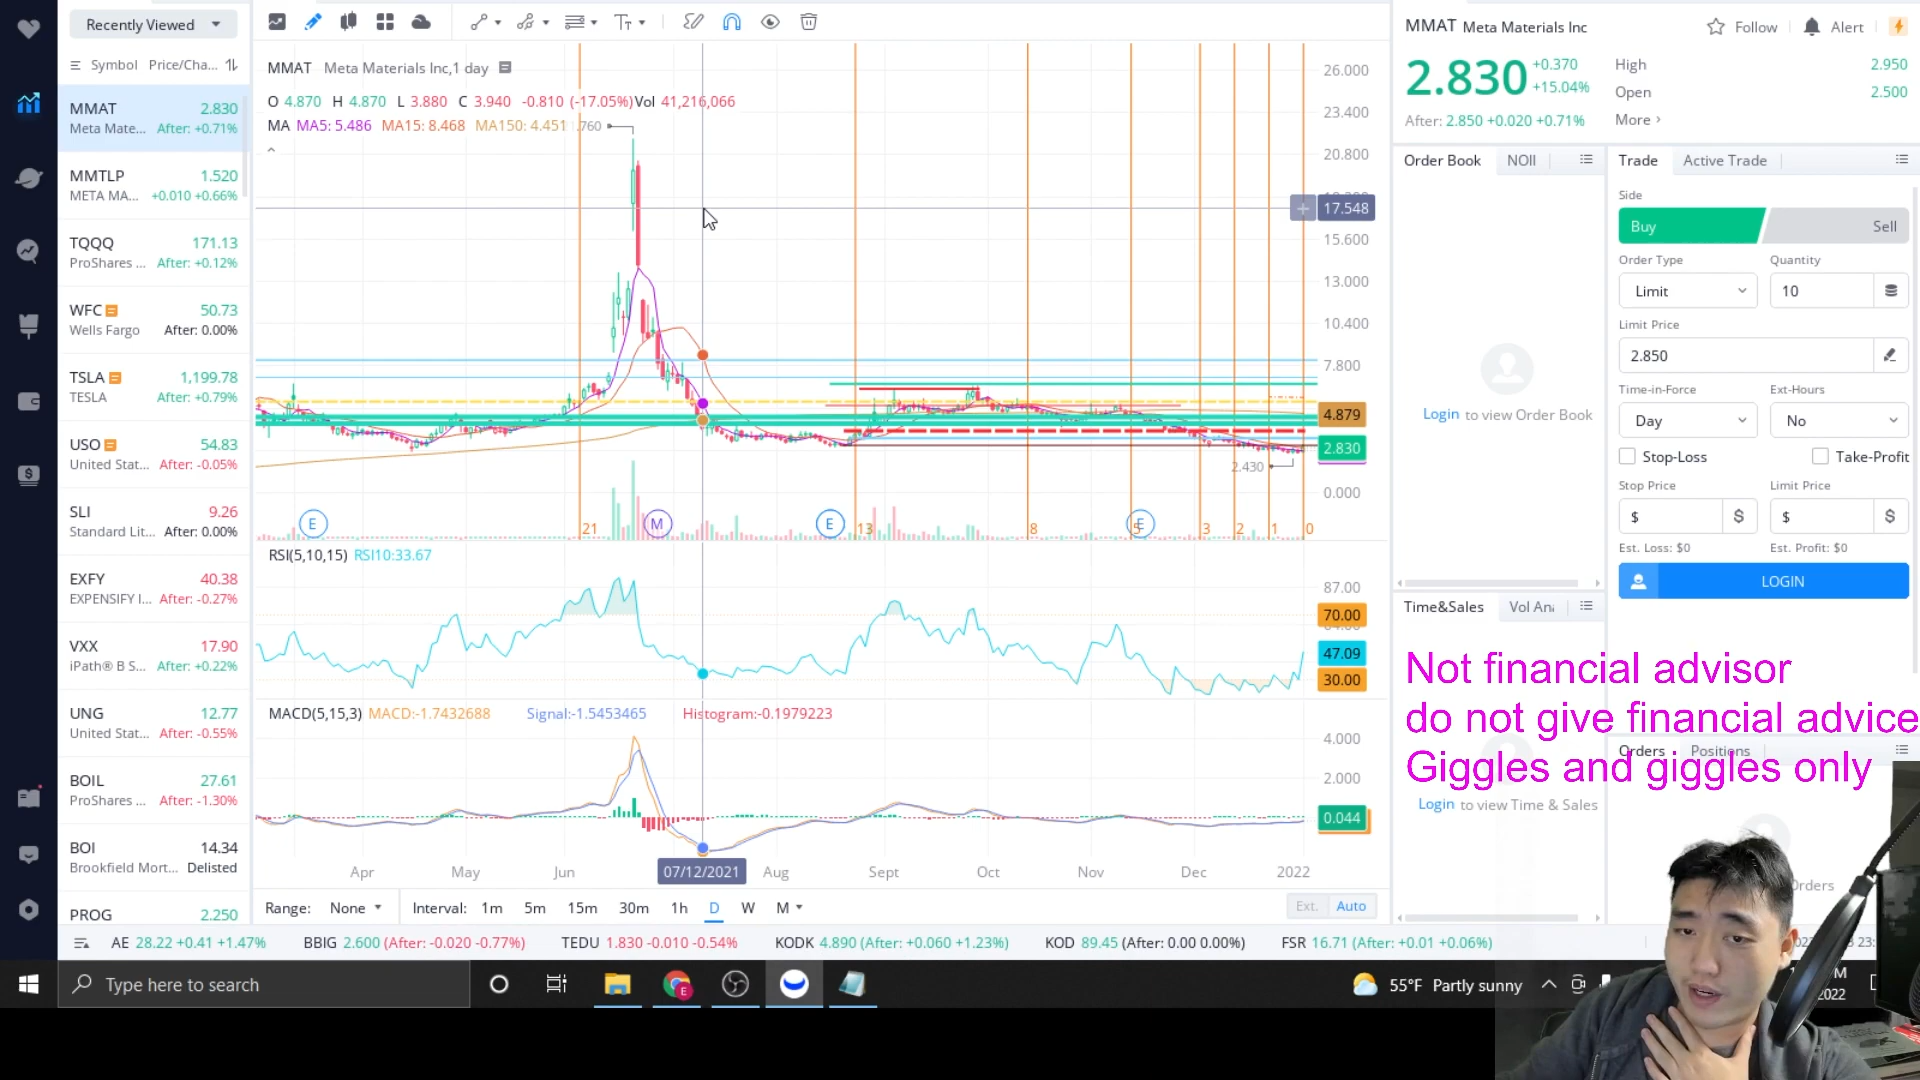 Recently Viewed
Symbol Price/Cha...
MMAT 2.830
Meta Mate... After: +0.71%
MMTLP 1.520
META MA... +0.010 +0.66%
TQQQ 171.13
ProShares ... After: +0.12%
WFC 50.73
Wells Fargo After: 0.00%
TSLA 1,199.78
TESLA After: +0.79%
USO 54.83
United Stat... After: -0.05%
SLI 9.26
Standard Lit... After: 0.00%
EXFY 40.38
EXPENSIFY I... After: -0.27%
VXX 17.90
iPath® B S... After: +0.22%
UNG 12.77
United Stat... After: -0.55%
BOIL 27.61
ProShares ... After: -1.30%
BOI 14.34
Brookfield Mort... Delisted
PROG 2.250
MMAT Meta Materials Inc,1 day
O 4.870 H 4.870 L 3.880 C 3.940 -0.810 (-17.05%) Vol 41,216,066
MA MA5: 5.486 MA15: 8.468 MA150: 4.451 .760
26.000
23.400
20.800
17.548
15.600
13.000
10.400
7.800
4.879
2.830
2.430
0.000
E 21 M E 13 8 E 3 2 1 0
RSI(5,10,15) RSI10:33.67
87.00
70.00
47.09
30.00
MACD(5,15,3) MACD:-1.7432688 Signal:-1.5453465 Histogram:-0.1979223
4.000
2.000
0.044
Apr May Jun 07/12/2021 Aug Sept Oct Nov Dec 2022
Range: None Interval: 1m 5m 15m 30m 1h D W M Ext. Auto
MMAT Meta Materials Inc Follow Alert
2.830 +0.370 +15.04%
High 2.950
Open 2.500
After: 2.850 +0.020 +0.71% More
Order Book NOII
Login to view Order Book
Time&Sales Vol Ana
Login to view Time & Sales
Trade Active Trade
Side
Buy Sell
Order Type Quantity
Limit 10
Limit Price
2.850
Time-in-Force Ext-Hours
Day No
Stop-Loss Take-Profit
Stop Price Limit Price
$ $ $ $
Est. Loss: $0 Est. Profit: $0
LOGIN
Not financial advisor
do not give financial advice
Orders Positions
Giggles and giggles only
Orders
AE 28.22 +0.41 +1.47% BBIG 2.600 (After: -0.020 -0.77%) TEDU 1.830 -0.010 -0.54% KODK 4.890 (After: +0.060 +1.23%) KOD 89.45 (After: 0.00 0.00%) FSR 16.71 (After: +0.01 +0.06%)
Type here to search
55°F Partly sunny
2022